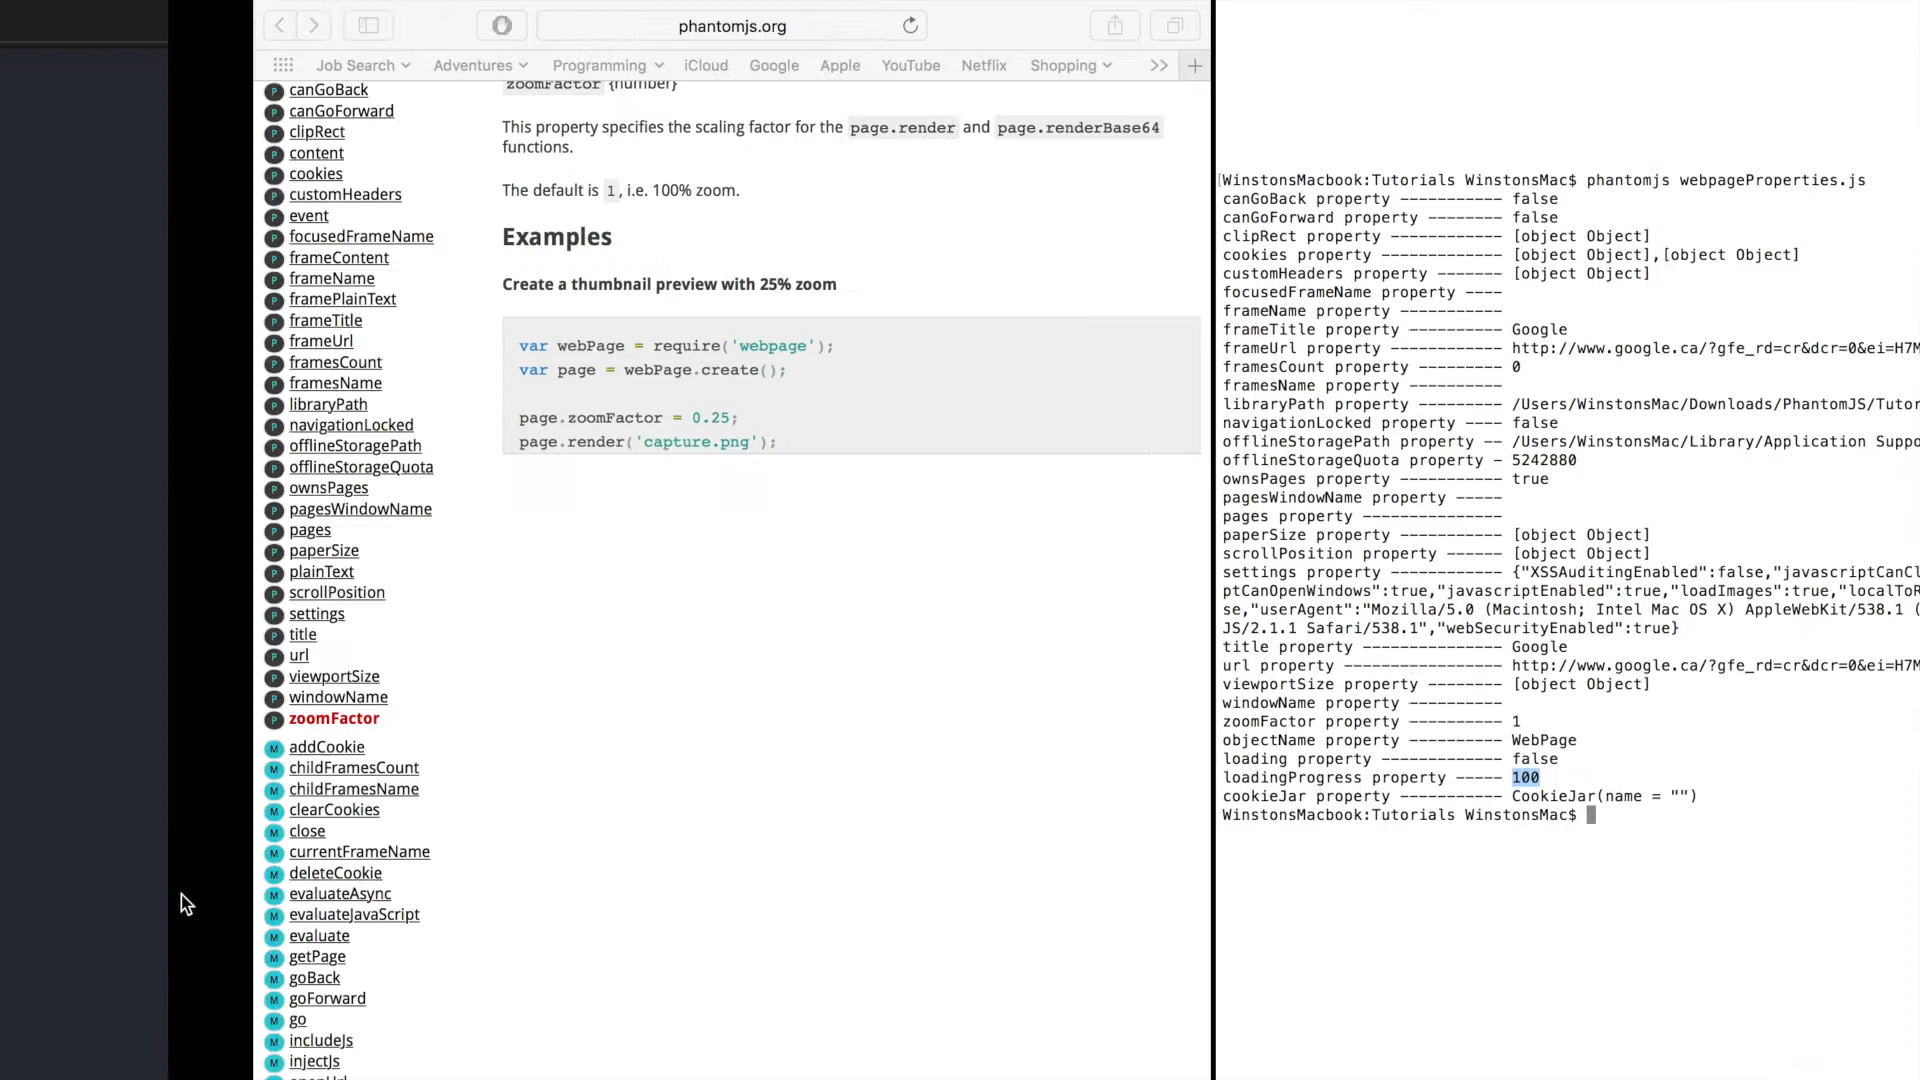 phantomjs.org
Job Search
Adventures
Programming
iCloud
Google
Apple
YouTube
Netflix
Shopping
>>
+
P canGoBack
P canGoForward
P clipRect
P content
P cookies
P customHeaders
P event
P focusedFrameName
P frameContent
P frameName
P framePlainText
P frameTitle
P frameUrl
P framesCount
P framesName
P libraryPath
P navigationLocked
P offlineStoragePath
P offlineStorageQuota
P ownsPages
P pagesWindowName
P pages
P paperSize
P plainText
P scrollPosition
P settings
P title
P url
P viewportSize
P windowName
P zoomFactor
M addCookie
M childFramesCount
M childFramesName
M clearCookies
M close
M currentFrameName
M deleteCookie
M evaluateAsync
M evaluateJavaScript
M evaluate
M getPage
M goBack
M goForward
M go
M includeJs
M injectJs
zoomFactor {number}
This property specifies the scaling factor for the page.render and page.renderBase64
functions.
The default is 1, i.e. 100% zoom.
Examples
Create a thumbnail preview with 25% zoom
var webPage = require('webpage');
var page = webPage.create();
page.zoomFactor = 0.25;
page.render('capture.png');
[WinstonsMacbook:Tutorials WinstonsMac$ phantomjs webpageProperties.js
canGoBack property ----------- false
canGoForward property -------- false
clipRect property ------------ [object Object]
cookies property ------------- [object Object],[object Object]
customHeaders property ------- [object Object]
focusedFrameName property ----
frameName property -----------
frameTitle property ---------- Google
frameUrl property ------------ http://www.google.ca/?gfe_rd=cr&dcr=0&ei=H7M
framesCount property --------- 0
framesName property ----------
libraryPath property --------- /Users/WinstonsMac/Downloads/PhantomJS/Tutor
navigationLocked property ---- false
offlineStoragePath property -- /Users/WinstonsMac/Library/Application Suppo
offlineStorageQuota property - 5242880
ownsPages property ----------- true
pagesWindowName property -----
pages property ---------------
paperSize property ----------- [object Object]
scrollPosition property ------ [object Object]
settings property ------------ {"XSSAuditingEnabled":false,"javascriptCanCl
ptCanOpenWindows":true,"javascriptEnabled":true,"loadImages":true,"localToR
se,"userAgent":"Mozilla/5.0 (Macintosh; Intel Mac OS X) AppleWebKit/538.1 (
JS/2.1.1 Safari/538.1","webSecurityEnabled":true}
title property --------------- Google
url property ----------------- http://www.google.ca/?gfe_rd=cr&dcr=0&ei=H7M
viewportSize property -------- [object Object]
windowName property ----------
zoomFactor property ---------- 1
objectName property ---------- WebPage
loading property ------------- false
loadingProgress property ----- 100
cookieJar property ----------- CookieJar(name = "")
WinstonsMacbook:Tutorials WinstonsMac$